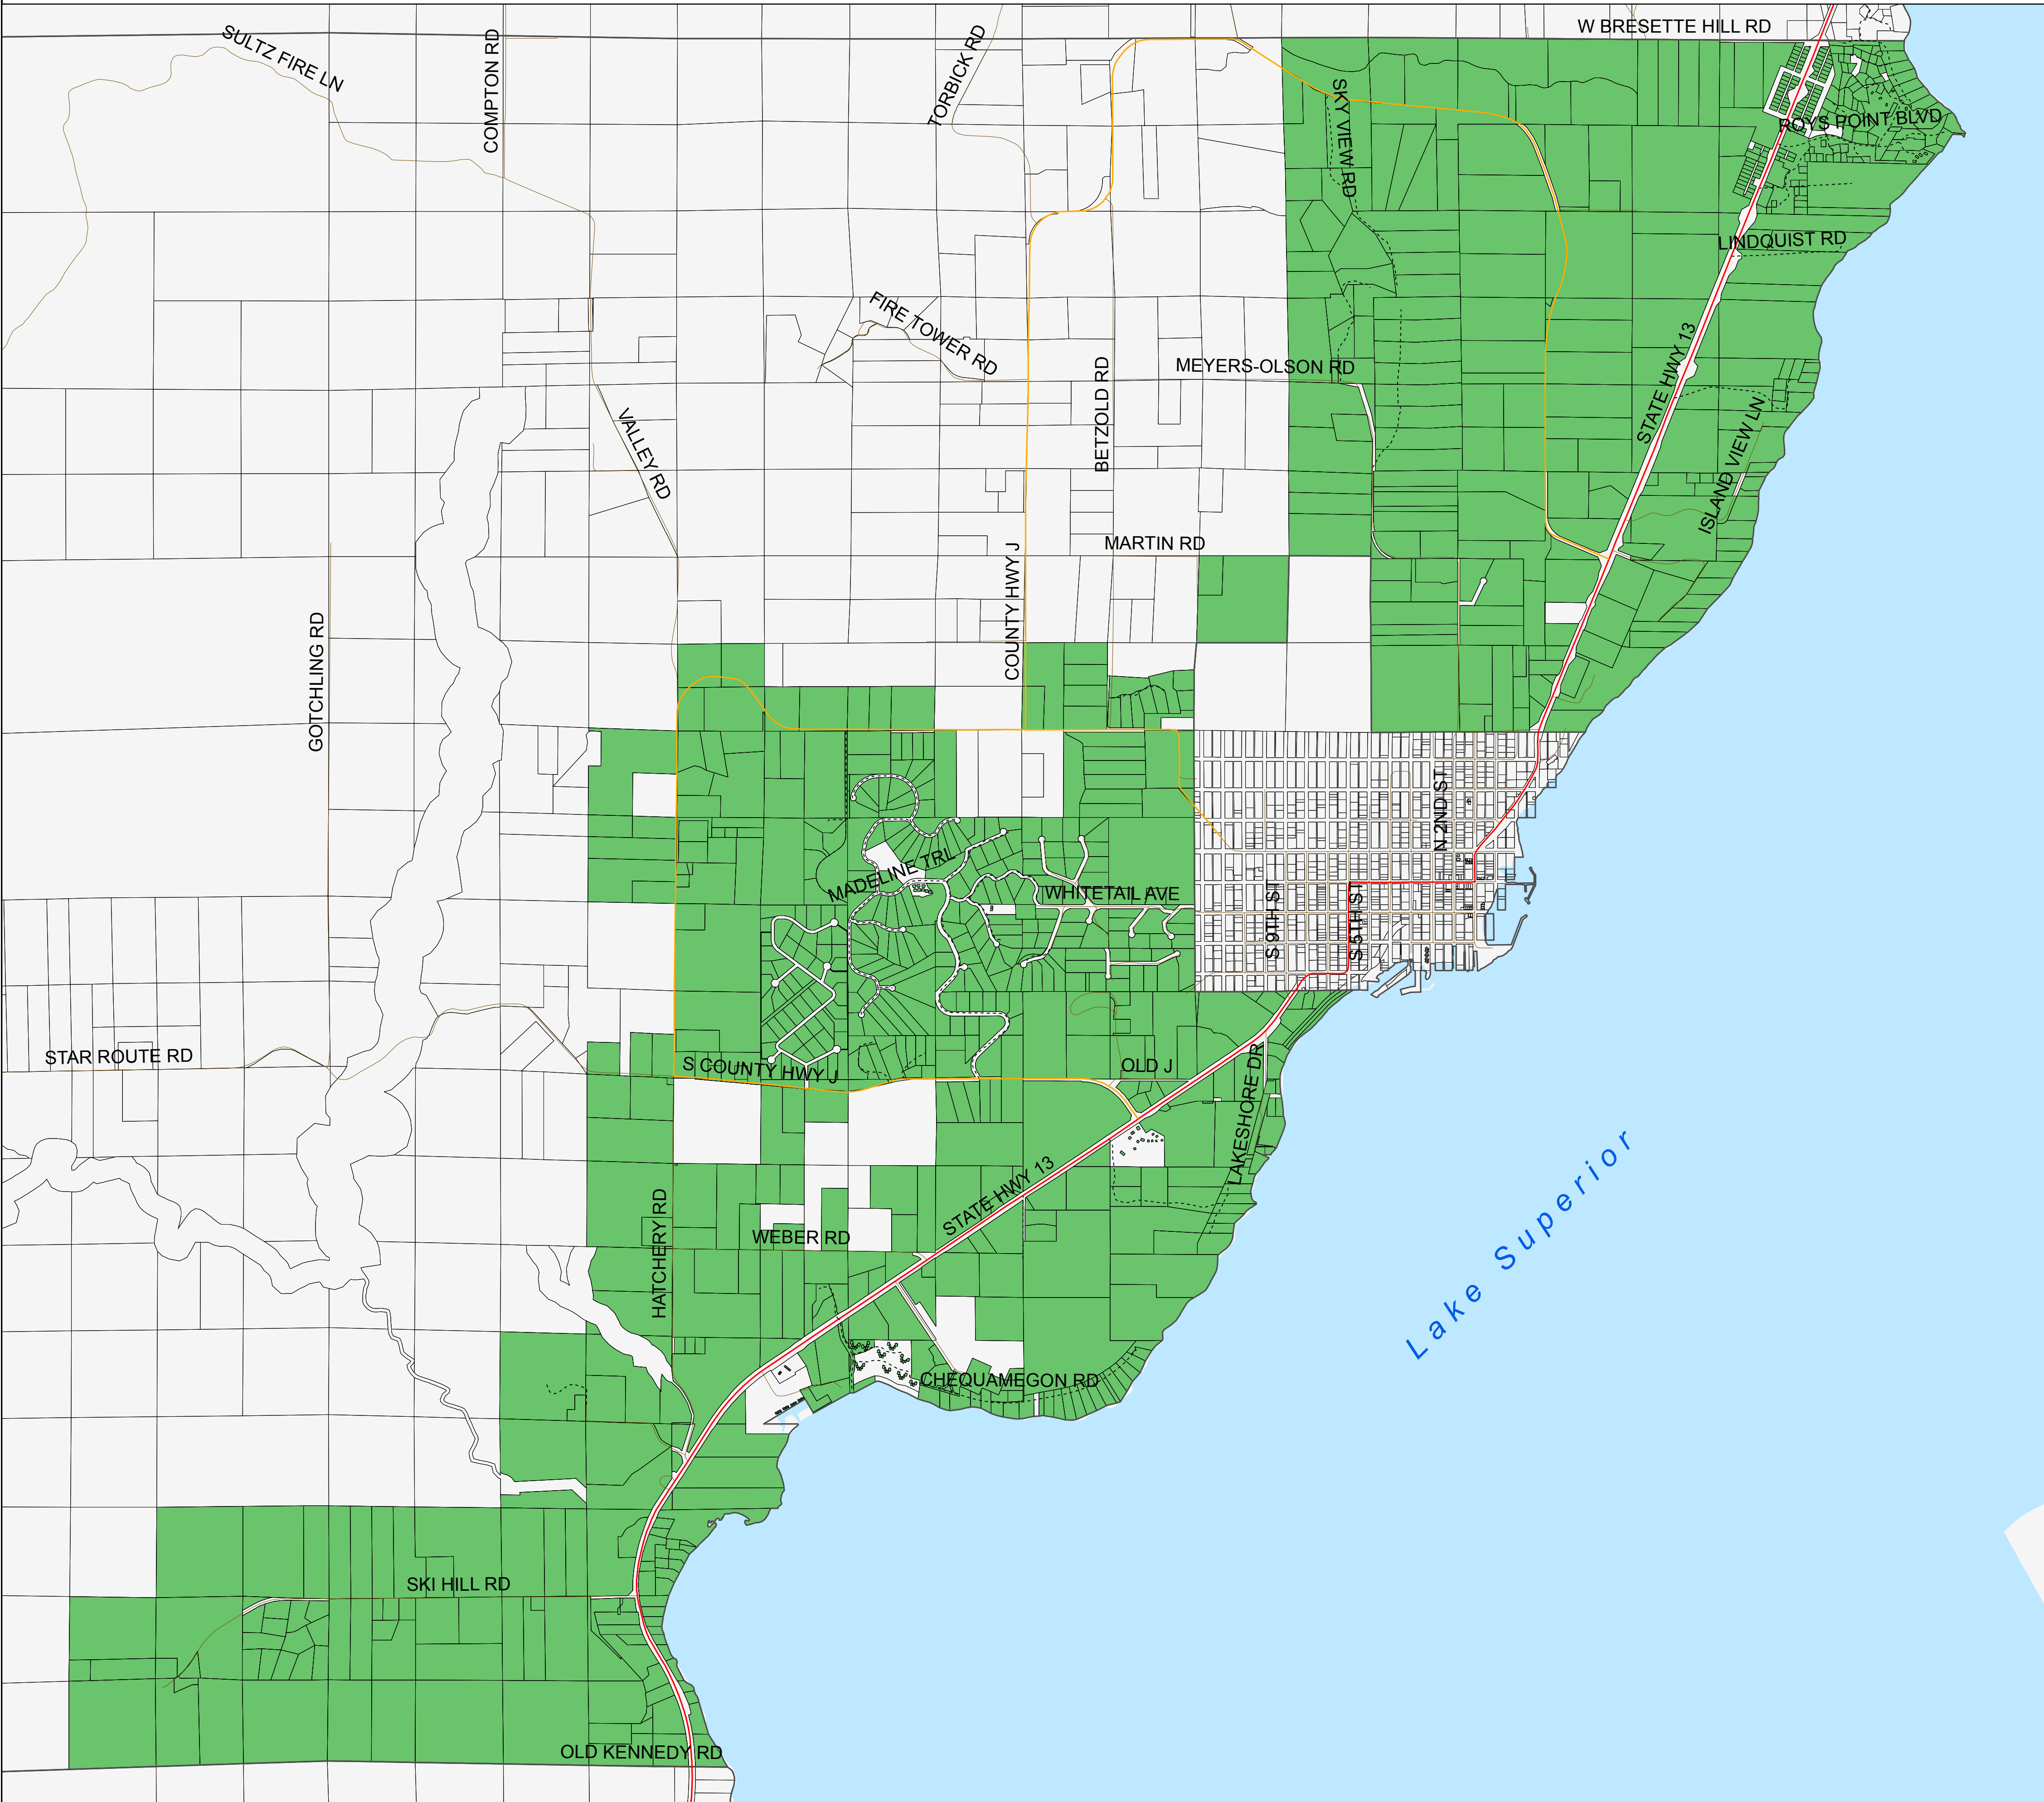 W BRESETTE HILL RD
SULTZ FIRE LN
COMPTON RD
TORBICK RD
SKY VIEW RD
ROYS POINT BLVD
LINDQUIST RD
FIRE TOWER RD
MEYERS-OLSON RD
BETZOLD RD
STATE HWY 13
ISLAND VIEW LN
VALLEY RD
MARTIN RD
COUNTY HWY J
GOTCHLING RD
N 2ND ST
MADELINE TRL
WHITETAIL AVE
S 9TH ST
S 5TH ST
STAR ROUTE RD
S COUNTY HWY J
OLD J
LAKESHORE DR
STATE HWY 13
HATCHERY RD
WEBER RD
Lake Superior
CHEQUAMEGON RD
SKI HILL RD
OLD KENNEDY RD